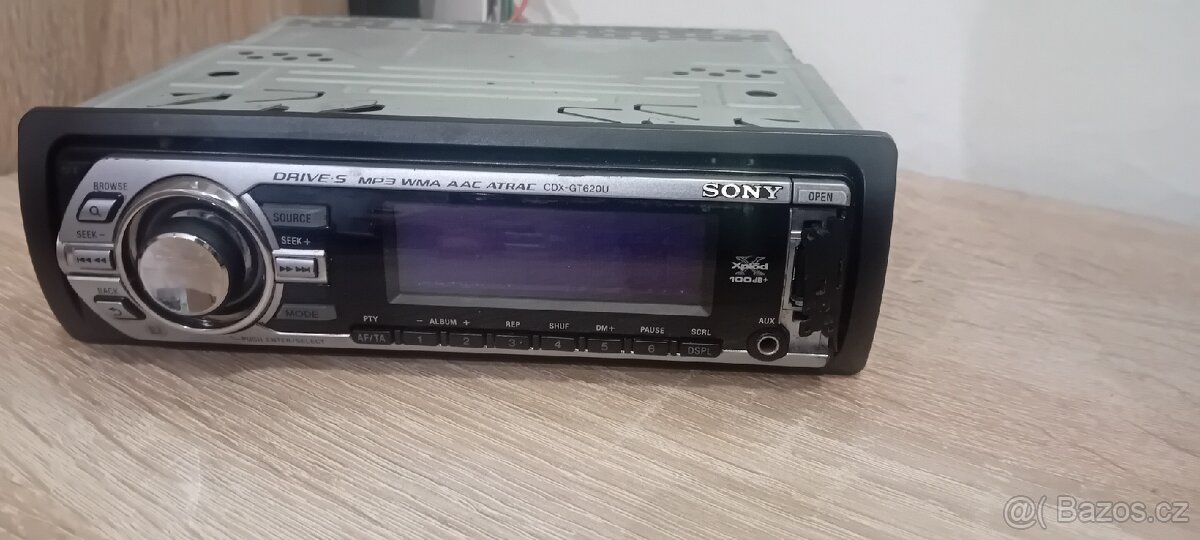 DRIVE-S MP3 WMA AAC ATRAC CDX-GT620U
SONY
OPEN
BROWSE
SOURCE
SEEK -
SEEK +
BACK
MODE
PUSH ENTER/SELECT
Xplod
100dB+
PTY
- ALBUM +
REP
SHUF
DM+
PAUSE
SCRL
AUX
AF/TA
1
2
3
4
5
6
DSPL
@( Bazos.cz